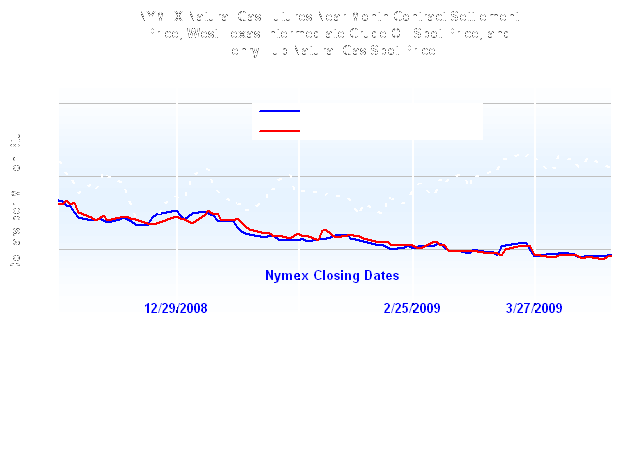 NYMEX Natural Gas Futures Near Month Contract Settlement
Price, West Texas Intermediate Crude Oil Spot Price, and
Henry Hub Natural Gas Spot Price
Nymex Closing Dates
12/29/2008
2/25/2009
3/27/2009